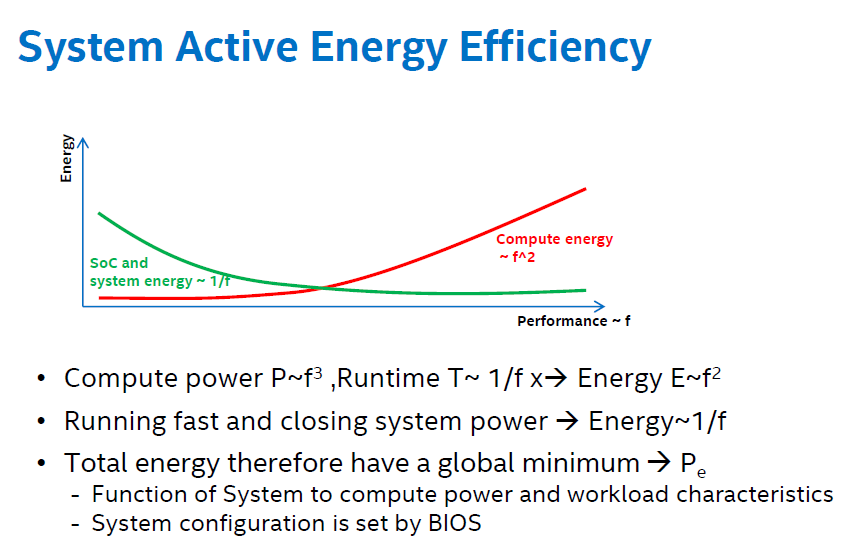 System Active Energy Efficiency
Energy
SoC and
system energy ~ 1/f
Compute energy
~ f^2
Performance ~ f
• Compute power P~f³ ,Runtime T~ 1/f x→ Energy E~f²
• Running fast and closing system power → Energy~1/f
• Total energy therefore have a global minimum → Pₑ
- Function of System to compute power and workload characteristics
- System configuration is set by BIOS